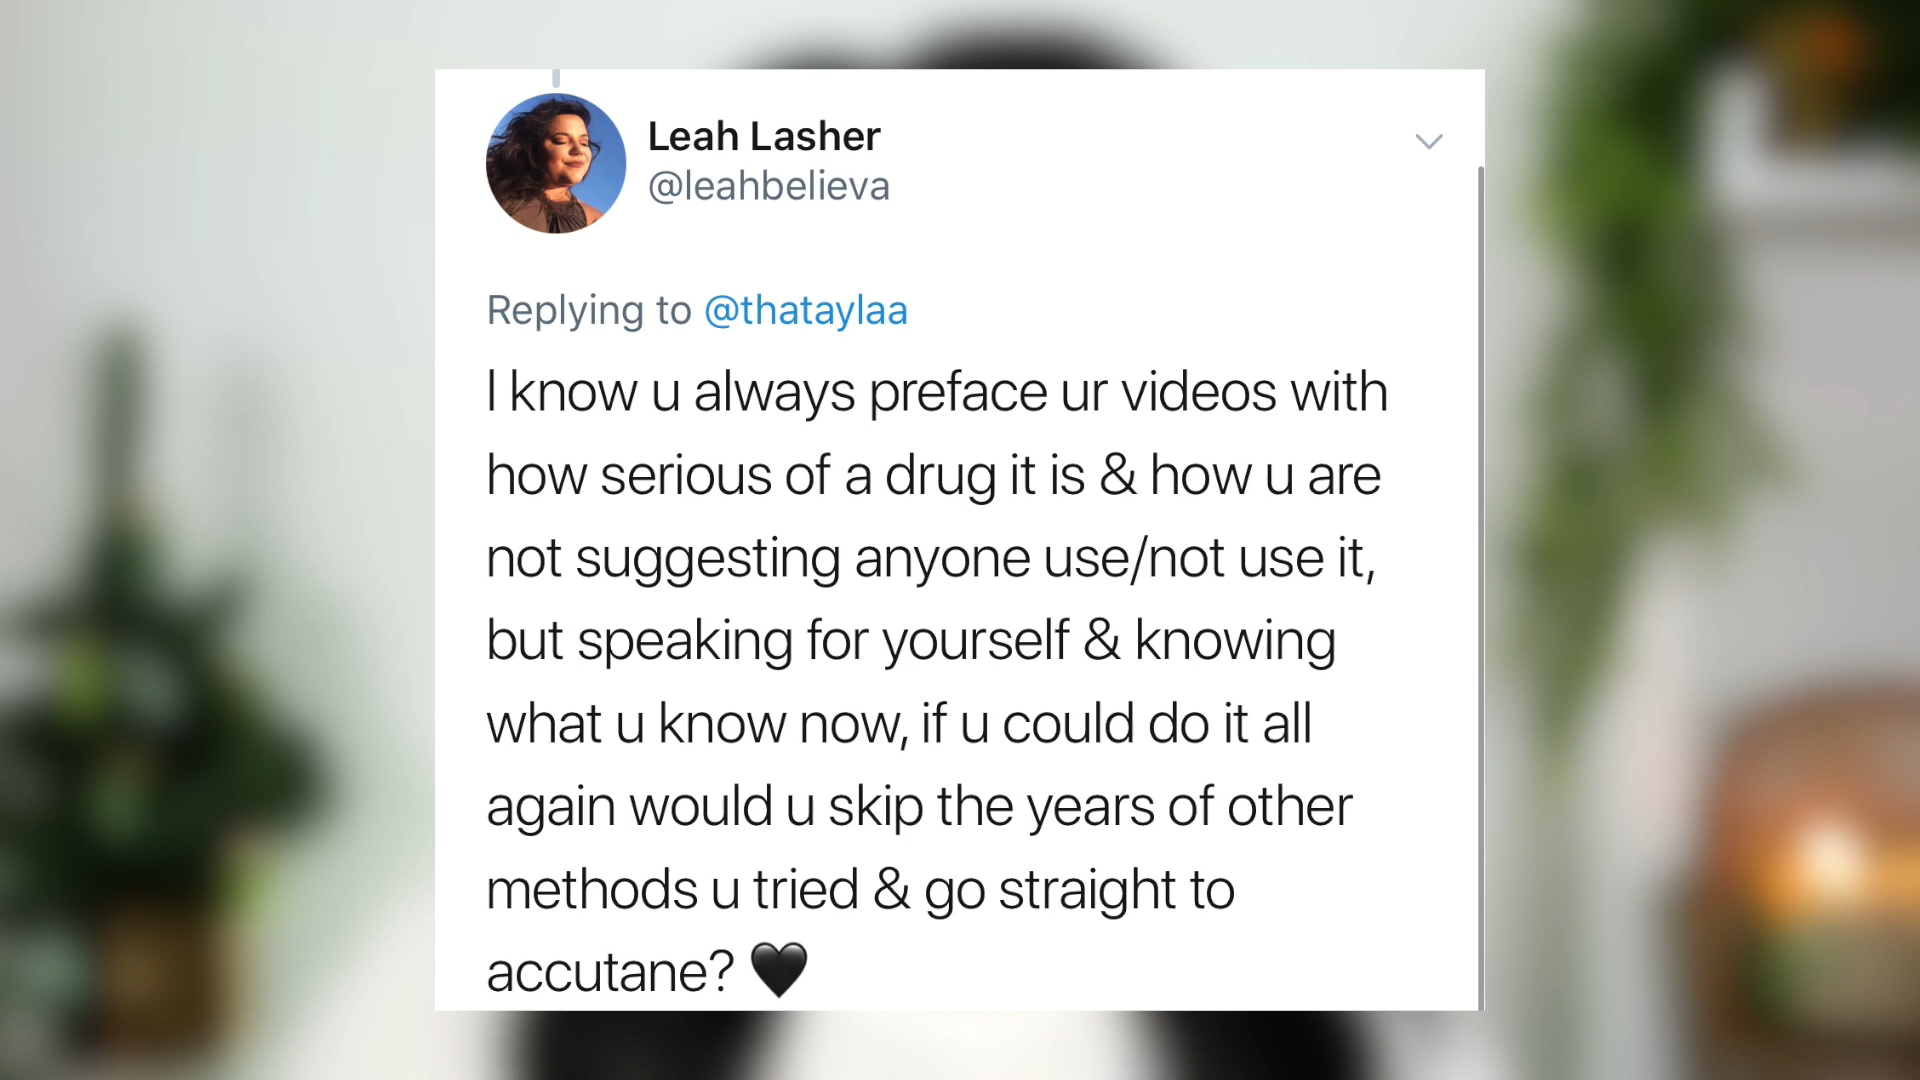 Leah Lasher
@leahbelieva
Replying to @thataylaa
I know u always preface ur videos with
how serious of a drug it is & how u are
not suggesting anyone use/not use it,
but speaking for yourself & knowing
what u know now, if u could do it all
again would u skip the years of other
methods u tried & go straight to
accutane? 🖤